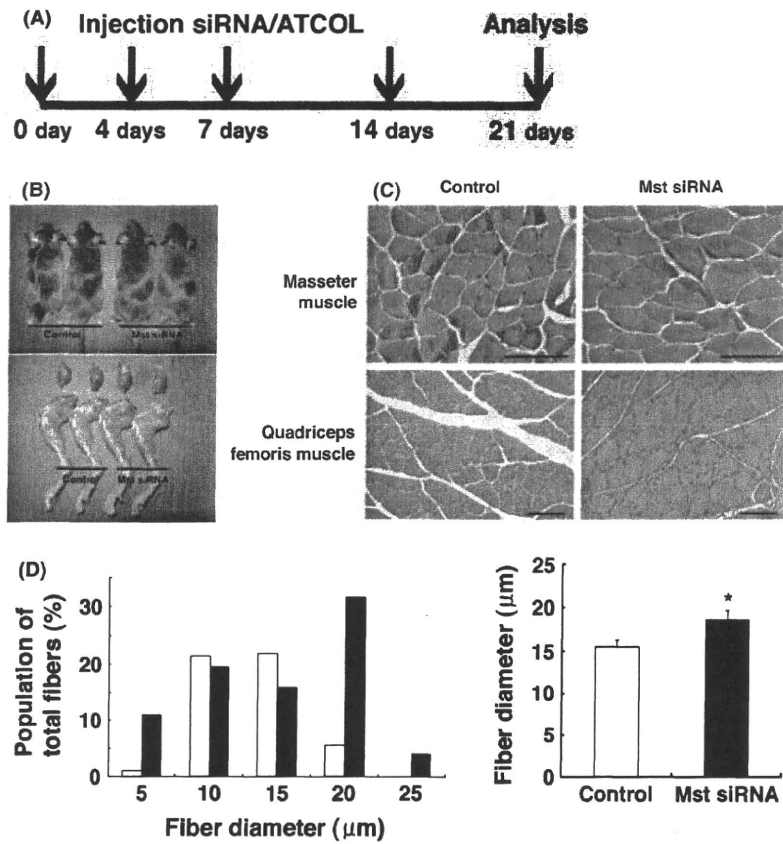 (A)
Injection siRNA/ATCOL
Analysis
0 day
4 days
7 days
14 days
21 days
(B)
Control
Mst siRNA
Control
Mst siRNA
(C)
Control
Mst siRNA
Masseter
muscle
Quadriceps
femoris muscle
(D)
Population of
total fibers (%)
30
20
10
0
5
10
15
20
25
Fiber diameter (μm)
Fiber diameter (μm)
25
20
15
10
5
0
*
Control
Mst siRNA